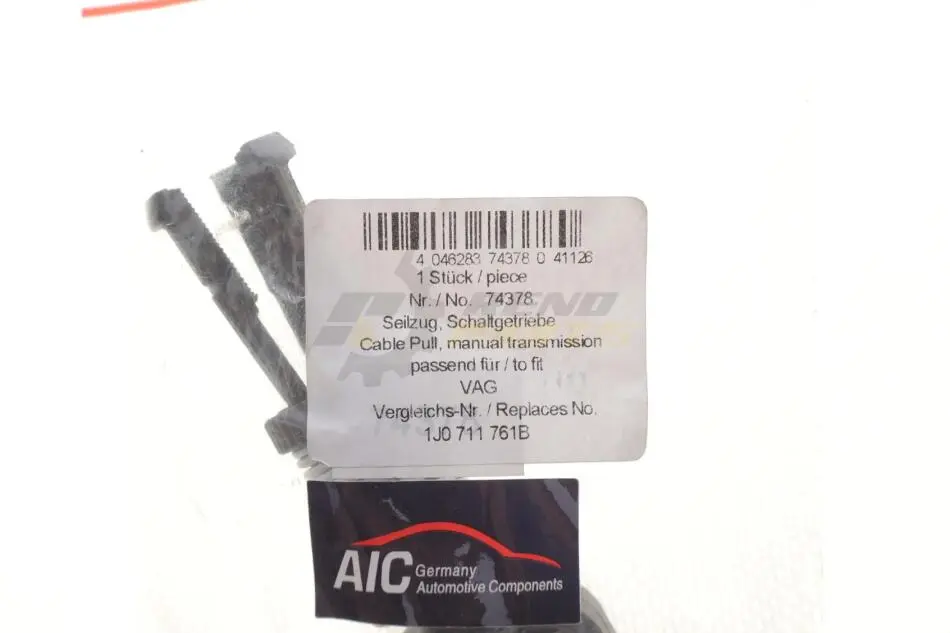 4 046283 74378 0 41126
1 Stück / piece
Nr. / No. 74378
Seilzug, Schaltgetriebe
Cable Pull, manual transmission
passend für / to fit
VAG
Vergleichs-Nr. / Replaces No.
1J0 711 761B
AIC Germany
Automotive Components